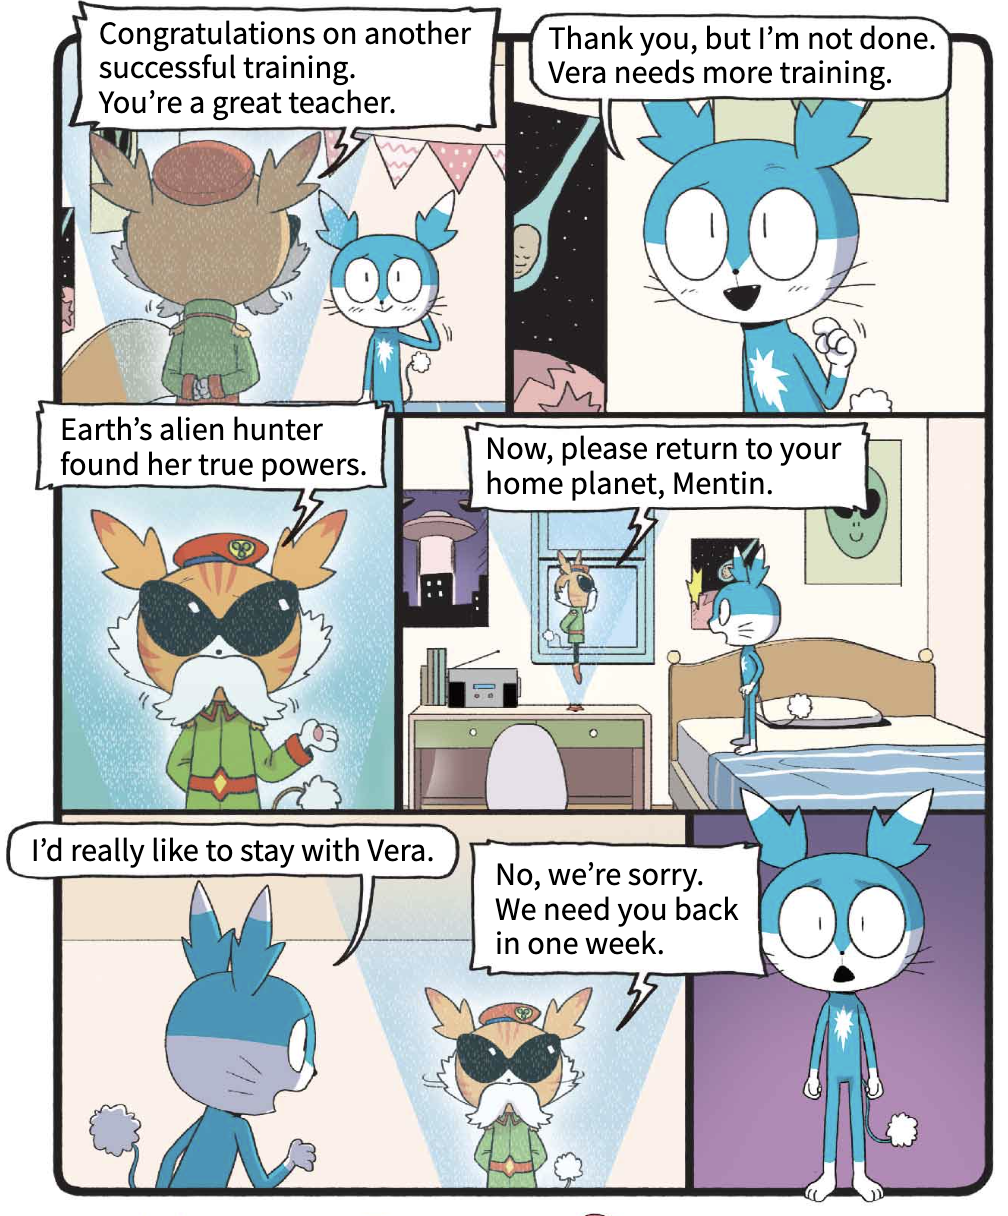 Congratulations on another
successful training.
You’re a great teacher.
Thank you, but I’m not done.
Vera needs more training.
Earth’s alien hunter
found her true powers.
Now, please return to your
home planet, Mentin.
I’d really like to stay with Vera.
No, we’re sorry.
We need you back
in one week.